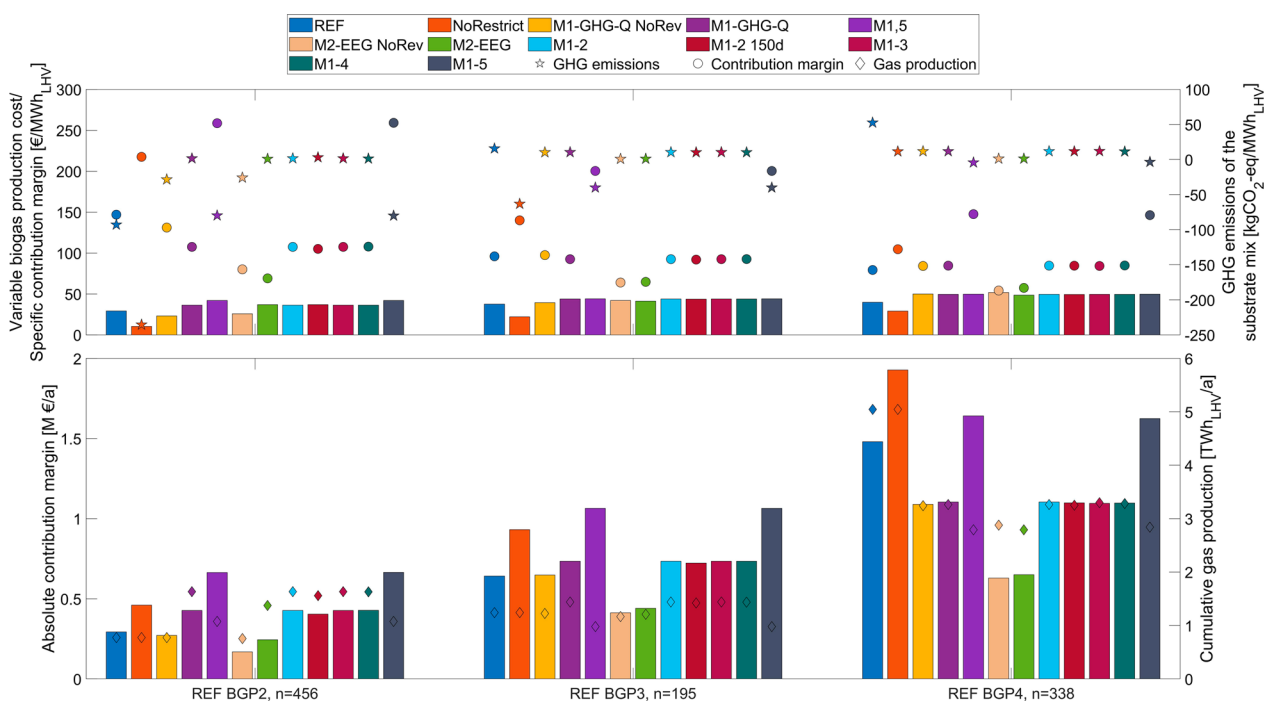 REF NoRestrict M1-GHG-Q NoRev M1-GHG-Q M1,5
M2-EEG NoRev M2-EEG M1-2 M1-2 150d M1-3
M1-4 M1-5 GHG emissions Contribution margin Gas production
Variable biogas production cost/
Specific contribution margin [€/MWh_LHV]
300
250
200
150
100
50
0
100
50
0
-50
-100
-150
-200
-250
GHG emissions of the
substrate mix [kgCO_2-eq/MWh_LHV]
Absolute contribution margin [M €/a]
2
1.5
1
0.5
0
6
5
4
3
2
1
0
Cumulative gas production [TWh_LHV/a]
REF BGP2, n=456 REF BGP3, n=195 REF BGP4, n=338